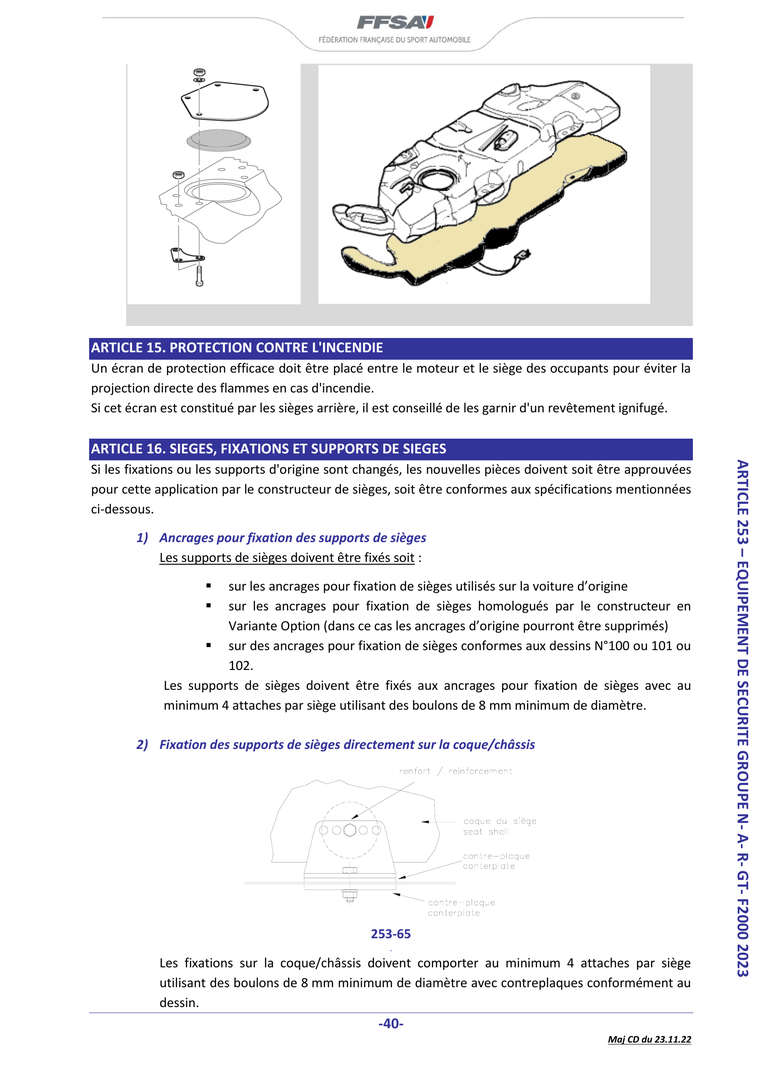 FFSA
FÉDÉRATION FRANÇAISE DU SPORT AUTOMOBILE
ARTICLE 15. PROTECTION CONTRE L'INCENDIE
Un écran de protection efficace doit être placé entre le moteur et le siège des occupants pour éviter la
projection directe des flammes en cas d'incendie.
Si cet écran est constitué par les sièges arrière, il est conseillé de les garnir d'un revêtement ignifugé.
ARTICLE 16. SIEGES, FIXATIONS ET SUPPORTS DE SIEGES
Si les fixations ou les supports d'origine sont changés, les nouvelles pièces doivent soit être approuvées
pour cette application par le constructeur de sièges, soit être conformes aux spécifications mentionnées
ci-dessous.
1) Ancrages pour fixation des supports de sièges
Les supports de sièges doivent être fixés soit :
▪ sur les ancrages pour fixation de sièges utilisés sur la voiture d’origine
▪ sur les ancrages pour fixation de sièges homologués par le constructeur en
Variante Option (dans ce cas les ancrages d’origine pourront être supprimés)
▪ sur des ancrages pour fixation de sièges conformes aux dessins N°100 ou 101 ou
102.
Les supports de sièges doivent être fixés aux ancrages pour fixation de sièges avec au
minimum 4 attaches par siège utilisant des boulons de 8 mm minimum de diamètre.
2) Fixation des supports de sièges directement sur la coque/châssis
renfort / reinforcement
coque du siège
seat shell
contre-plaque
conterplate
contre-plaque
conterplate
253-65
.
Les fixations sur la coque/châssis doivent comporter au minimum 4 attaches par siège
utilisant des boulons de 8 mm minimum de diamètre avec contreplaques conformément au
dessin.
-40-
Maj CD du 23.11.22
ARTICLE 253 – EQUIPEMENT DE SECURITE GROUPE N- A- R- GT- F2000 2023